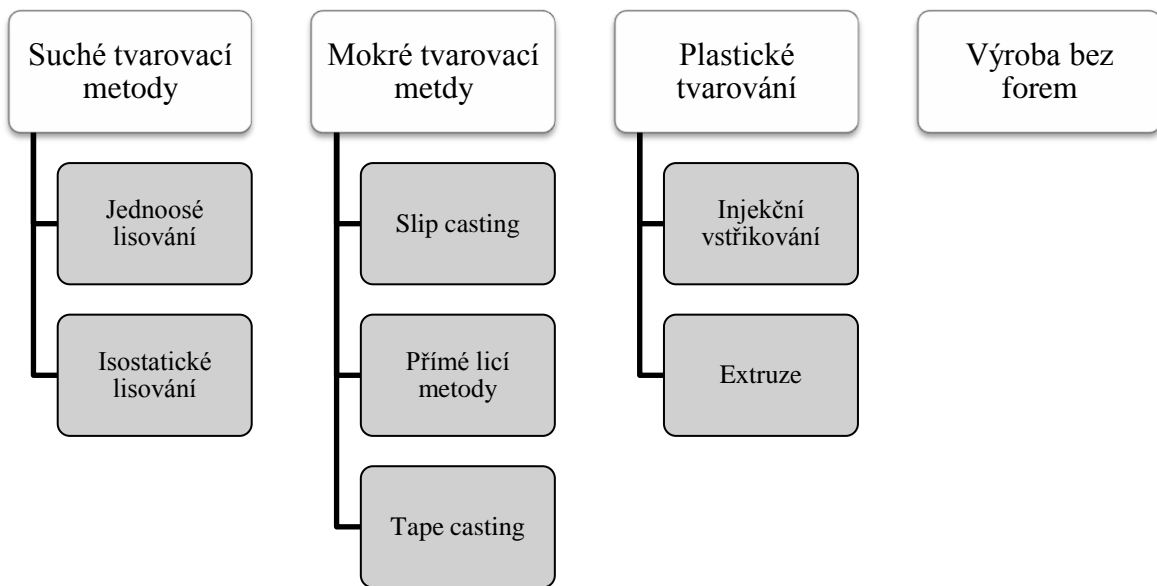 Suché tvarovací
metody
Jednoosé
lisování
Isostatické
lisování
Mokré tvarovací
metdy
Slip casting
Přímé licí
metody
Tape casting
Plastické
tvarování
Injekční
vstřikování
Extruze
Výroba bez
forem